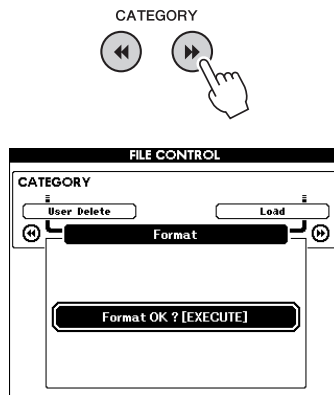 CATEGORY
FILE CONTROL
CATEGORY
User Delete Load
Format
Format OK ? [EXECUTE]